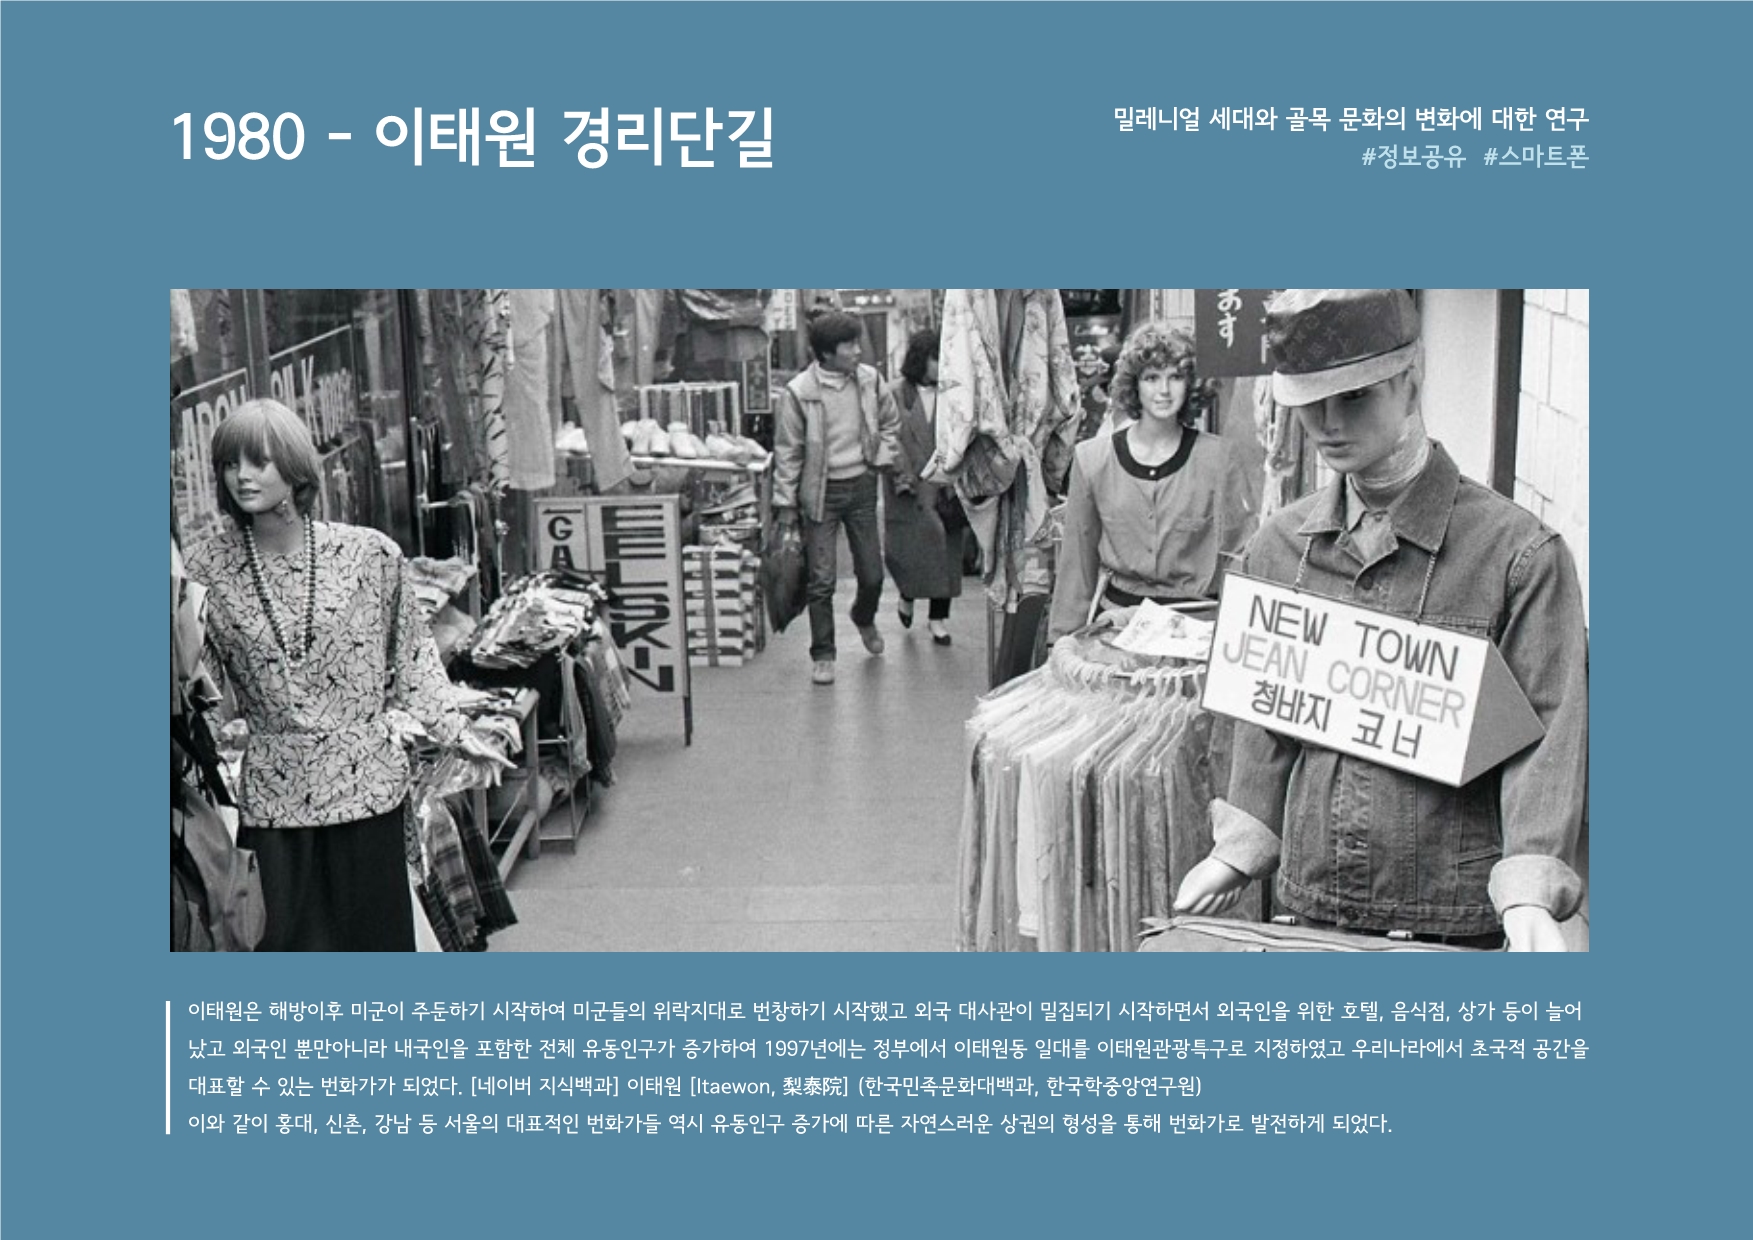 1980 - 이태원 경리단길
밀레니얼 세대와 골목 문화의 변화에 대한 연구
#정보공유 #스마트폰
SILK 100%
GA
EELSKIN
おす
NEW TOWN
JEAN CORNER
청바지 코너
이태원은 해방이후 미군이 주둔하기 시작하여 미군들의 위락지대로 번창하기 시작했고 외국 대사관이 밀집되기 시작하면서 외국인을 위한 호텔, 음식점, 상가 등이 늘어
났고 외국인 뿐만아니라 내국인을 포함한 전체 유동인구가 증가하여 1997년에는 정부에서 이태원동 일대를 이태원관광특구로 지정하였고 우리나라에서 초국적 공간을
대표할 수 있는 번화가가 되었다. [네이버 지식백과] 이태원 [Itaewon, 梨泰院] (한국민족문화대백과, 한국학중앙연구원)
이와 같이 홍대, 신촌, 강남 등 서울의 대표적인 번화가들 역시 유동인구 증가에 따른 자연스러운 상권의 형성을 통해 번화가로 발전하게 되었다.